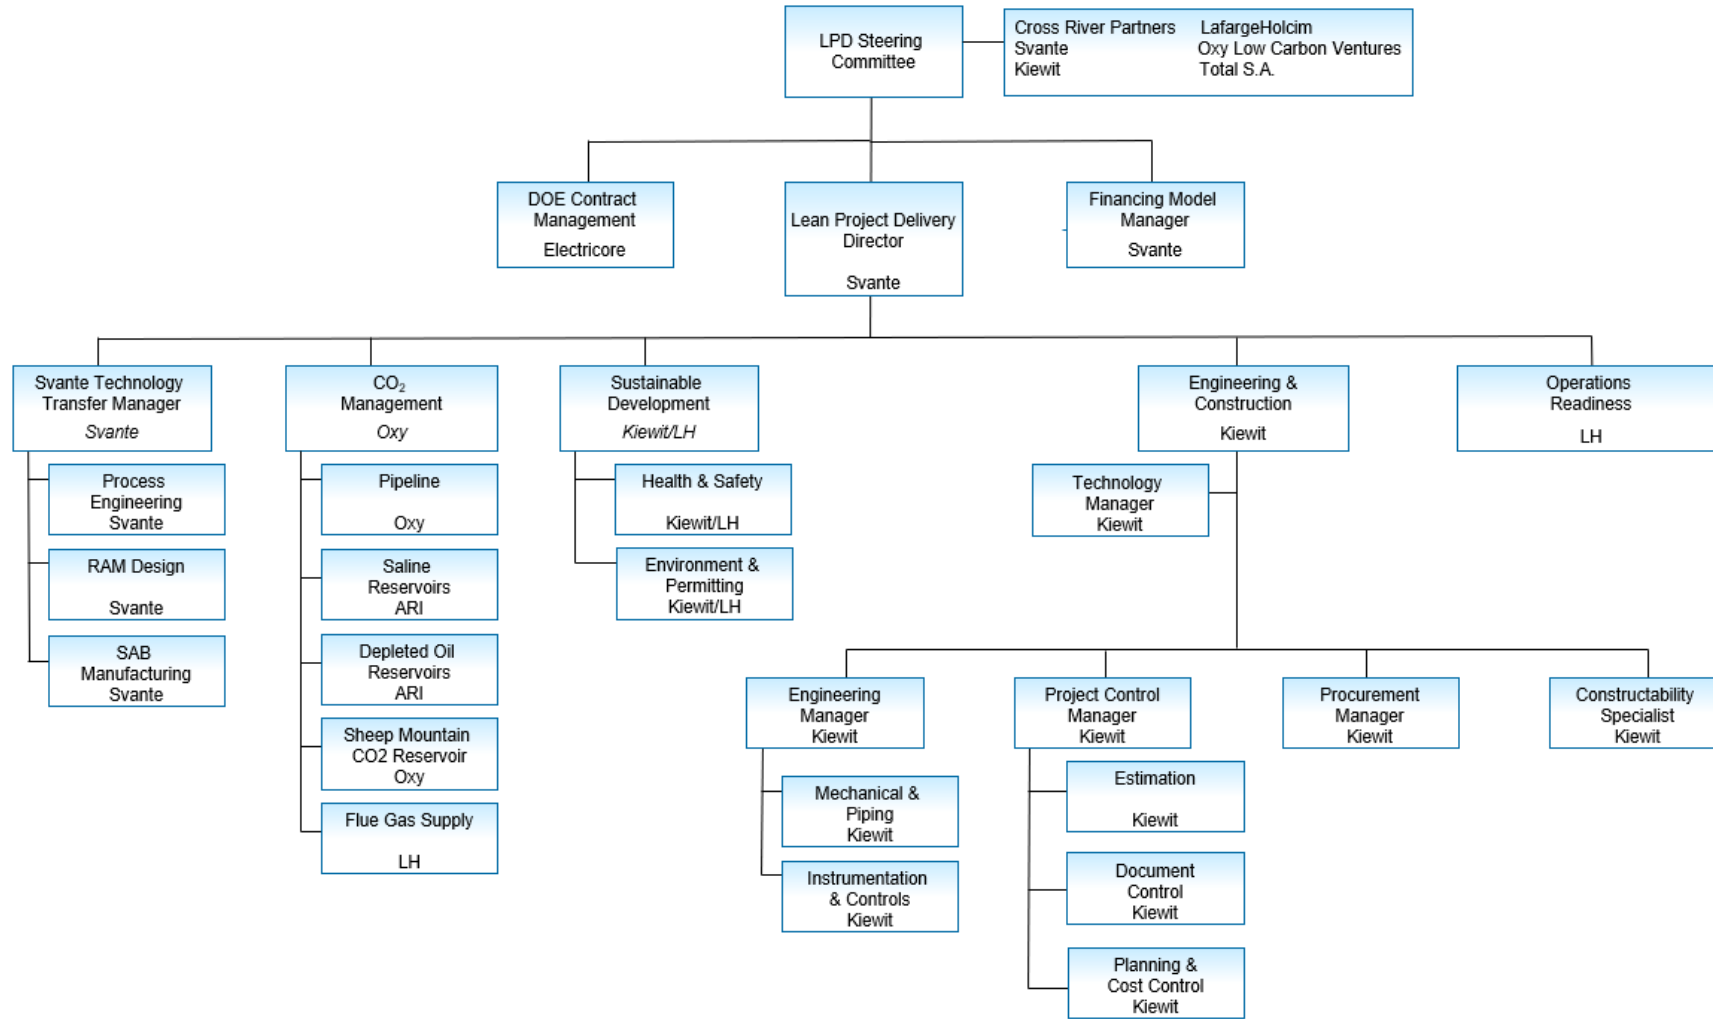 LPD Steering
Committee
Cross River Partners LafargeHolcim
Svante Oxy Low Carbon Ventures
Kiewit Total S.A.
DOE Contract
Management
Electricore
Lean Project Delivery
Director
Svante
Financing Model
Manager
Svante
Svante Technology
Transfer Manager
Svante
CO₂
Management
Oxy
Sustainable
Development
Kiewit/LH
Engineering &
Construction
Kiewit
Operations
Readiness
LH
Process
Engineering
Svante
RAM Design
Svante
SAB
Manufacturing
Svante
Pipeline
Oxy
Saline
Reservoirs
ARI
Depleted Oil
Reservoirs
ARI
Sheep Mountain
CO2 Reservoir
Oxy
Flue Gas Supply
LH
Health & Safety
Kiewit/LH
Environment &
Permitting
Kiewit/LH
Technology
Manager
Kiewit
Engineering
Manager
Kiewit
Project Control
Manager
Kiewit
Procurement
Manager
Kiewit
Constructability
Specialist
Kiewit
Mechanical &
Piping
Kiewit
Instrumentation
& Controls
Kiewit
Estimation
Kiewit
Document
Control
Kiewit
Planning &
Cost Control
Kiewit